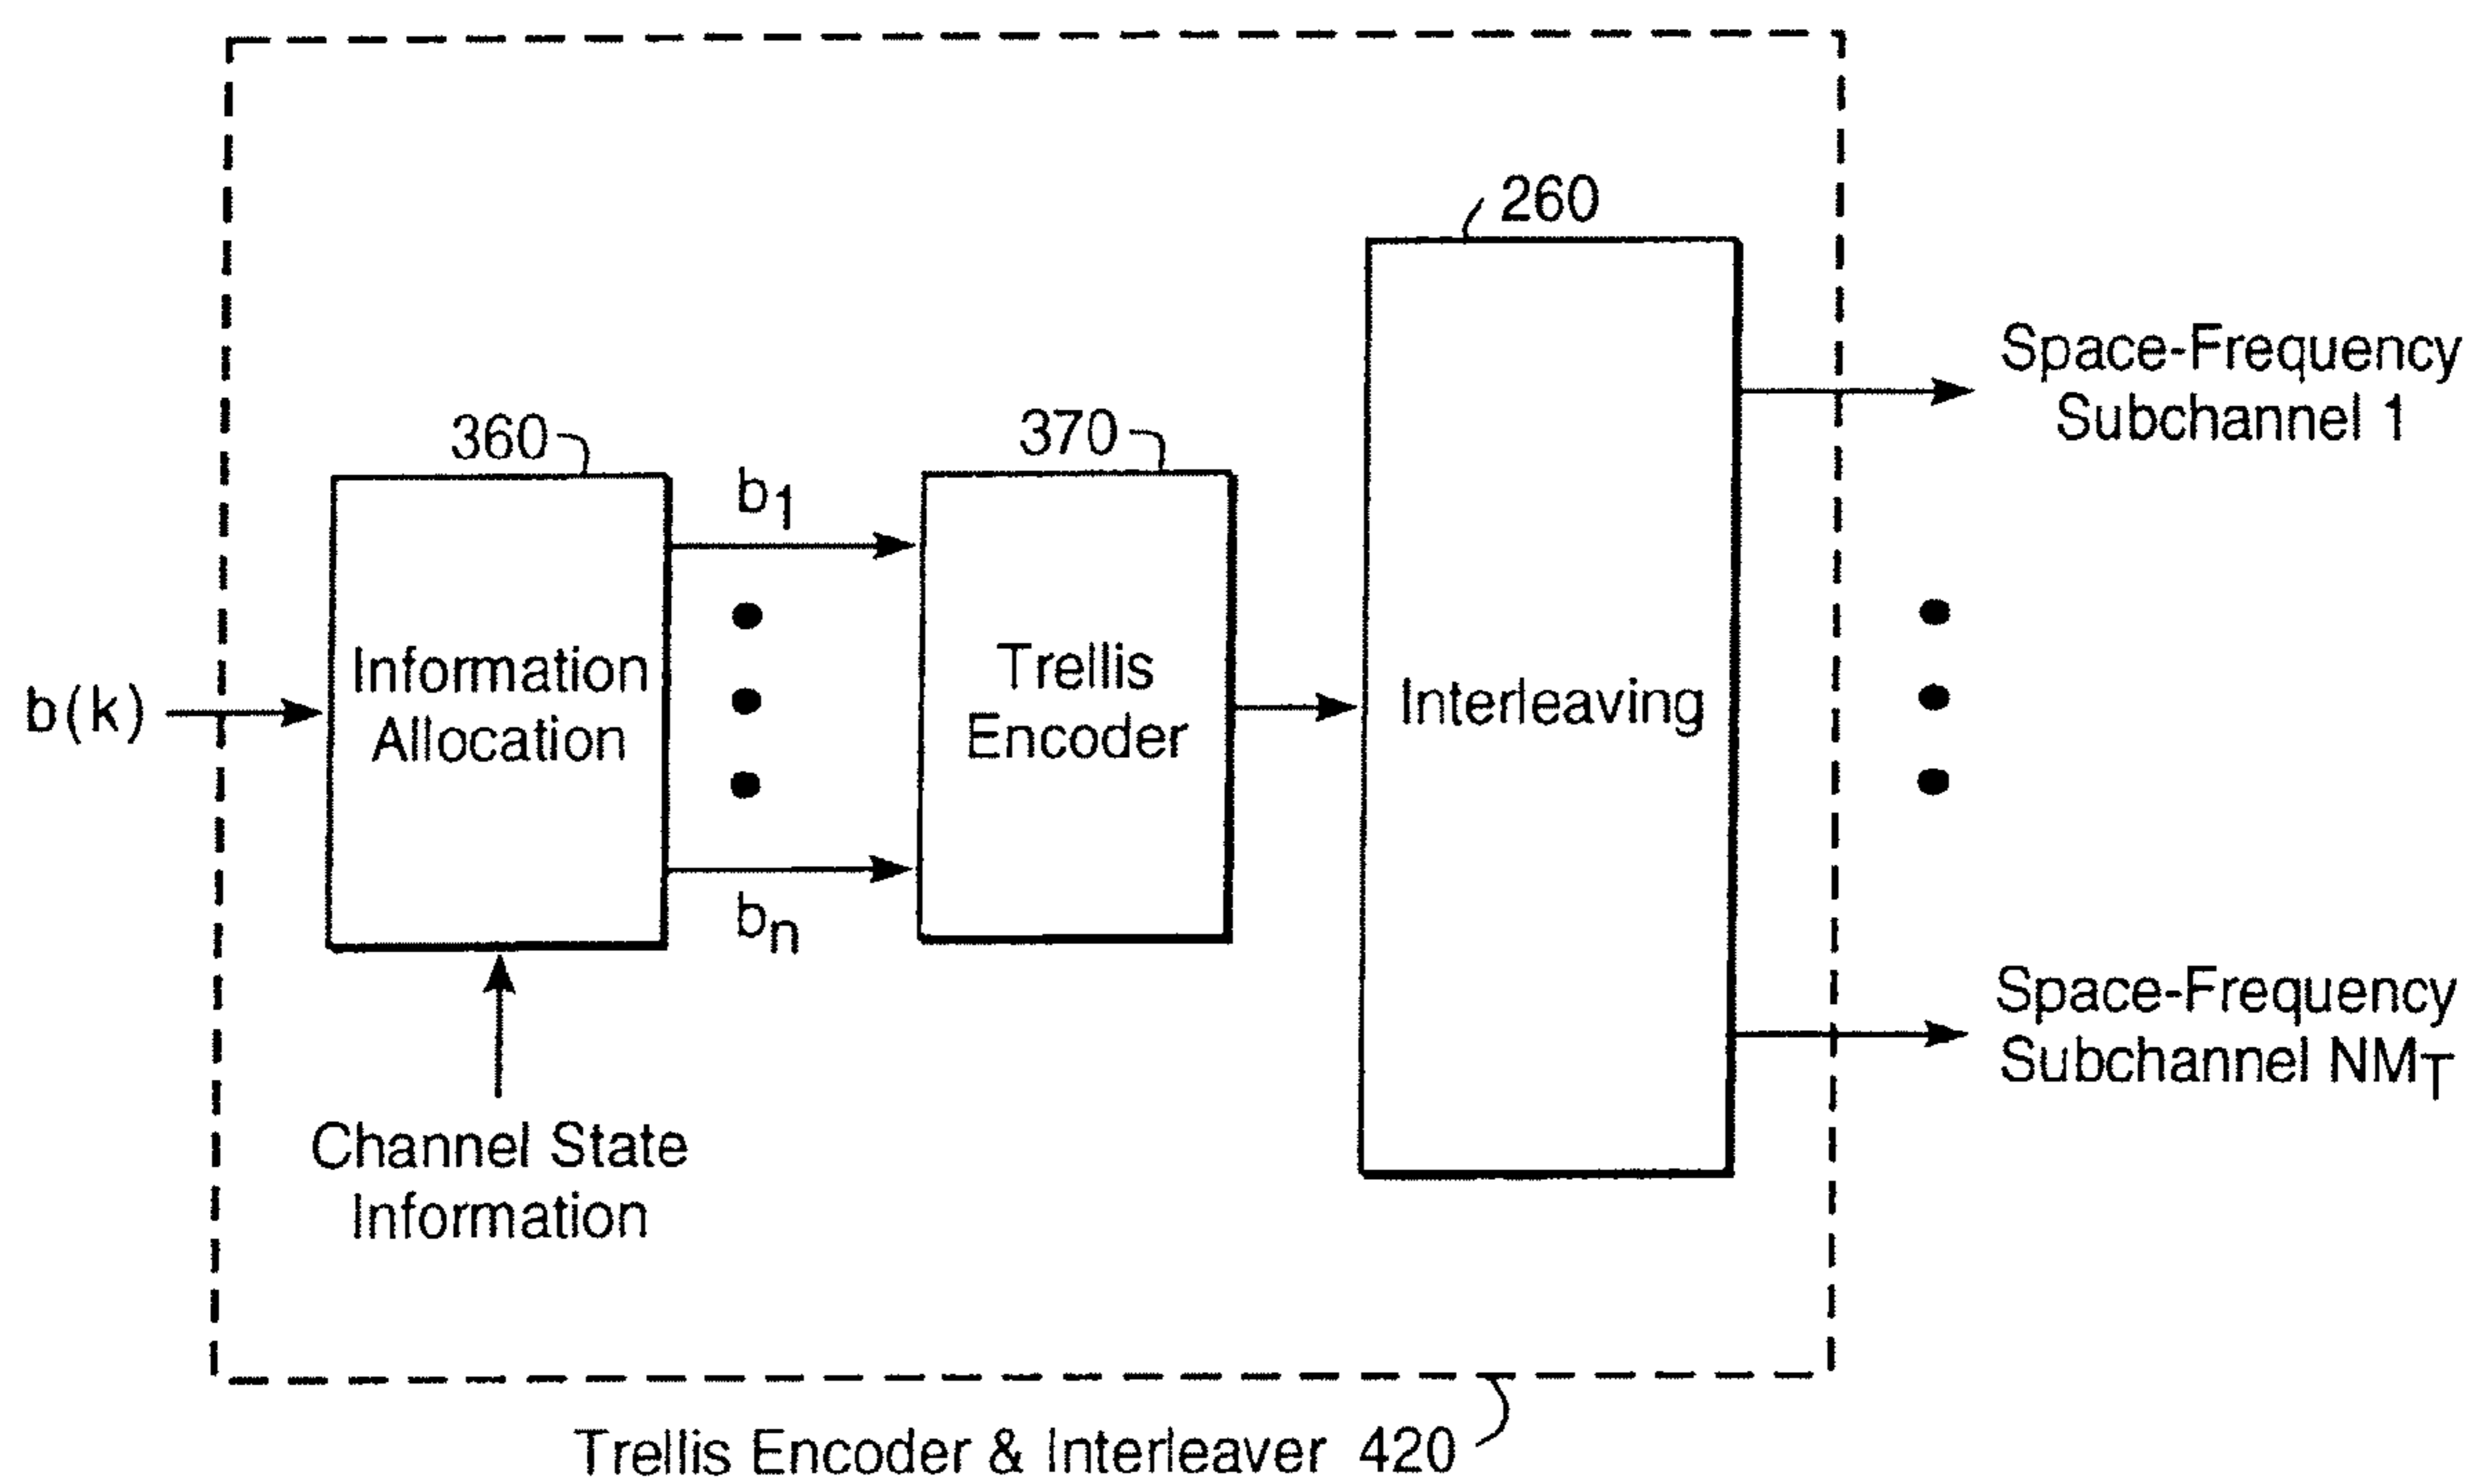 260
Space-Frequency
Subchannel 1
360
370
b1
Information
Allocation
Trellis
Encoder
Interleaving
b(k)
bn
Space-Frequency
Subchannel NMT
Channel State
Information
Trellis Encoder & Interleaver 420